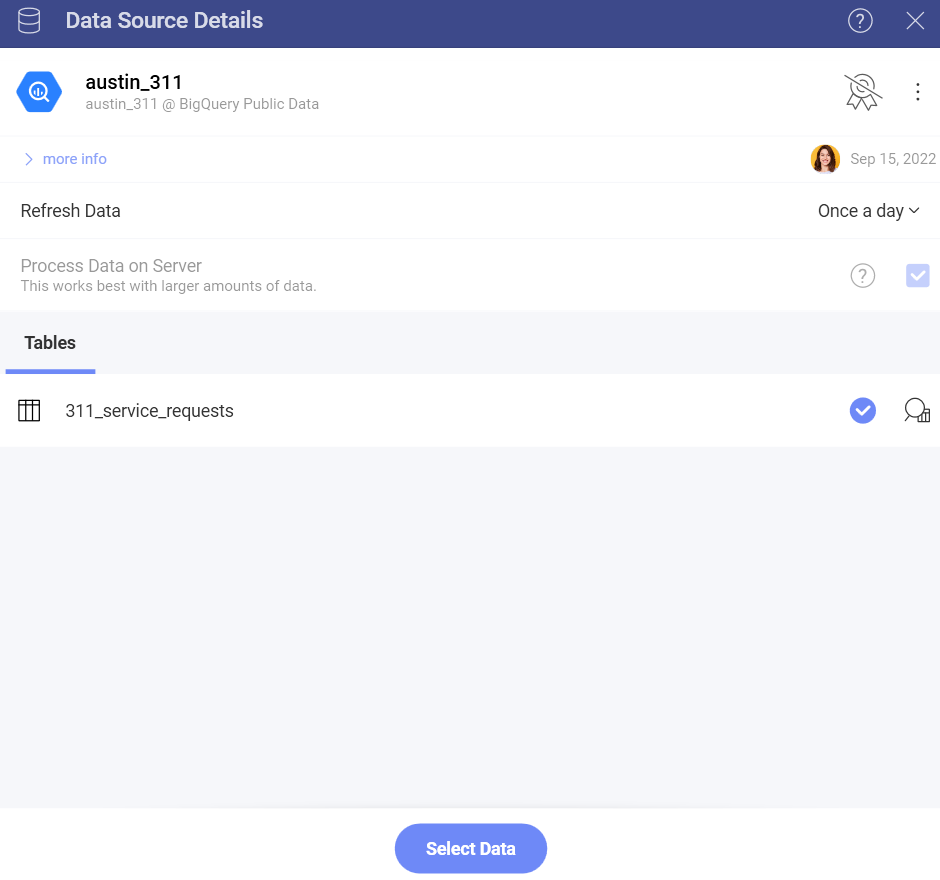 Data Source Details
?
austin_311
austin_311 @ BigQuery Public Data
more info
Sep 15, 2022
Refresh Data
Once a day
Process Data on Server
This works best with larger amounts of data.
?
Tables
311_service_requests
Select Data